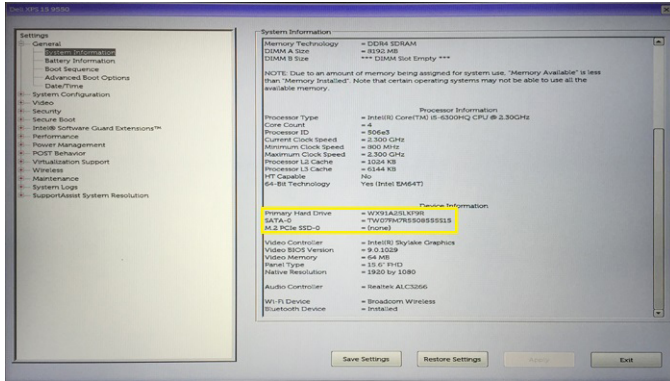 Dell XPS 15 9550
Settings
General
System Information
Battery Information
Boot Sequence
Advanced Boot Options
Date/Time
System Configuration
Video
Security
Secure Boot
Intel® Software Guard Extensions™
Performance
Power Management
POST Behavior
Virtualization Support
Wireless
Maintenance
System Logs
SupportAssist System Resolution
System Information
Memory Technology = DDR4 SDRAM
DIMM A Size = 8192 MB
DIMM B Size *** DIMM Slot Empty ***
NOTE: Due to an amount of memory being assigned for system use, "Memory Available" is less
than "Memory Installed". Note that certain operating systems may not be able to use all the
available memory.
Processor Information
Processor Type = Intel(R) Core(TM) i5-6300HQ CPU @ 2.30GHz
Core Count = 4
Processor ID = 506e3
Current Clock Speed = 2.300 GHz
Minimum Clock Speed = 800 MHz
Maximum Clock Speed = 2.300 GHz
Processor L2 Cache = 1024 KB
Processor L3 Cache = 6144 KB
HT Capable No
64-Bit Technology Yes (Intel EM64T)
Device Information
Primary Hard Drive = WX91A25LKF9R
SATA-0 = TW07FM7R5508555515
M.2 PCIe SSD-0 = (none)
Video Controller = Intel(R) Skylake Graphics
Video BIOS Version = 9.0.1029
Video Memory = 64 MB
Panel Type = 15.6" FHD
Native Resolution = 1920 by 1080
Audio Controller = Realtek ALC3266
Wi-Fi Device = Broadcom Wireless
Bluetooth Device = Installed
Save Settings
Restore Settings
Apply
Exit